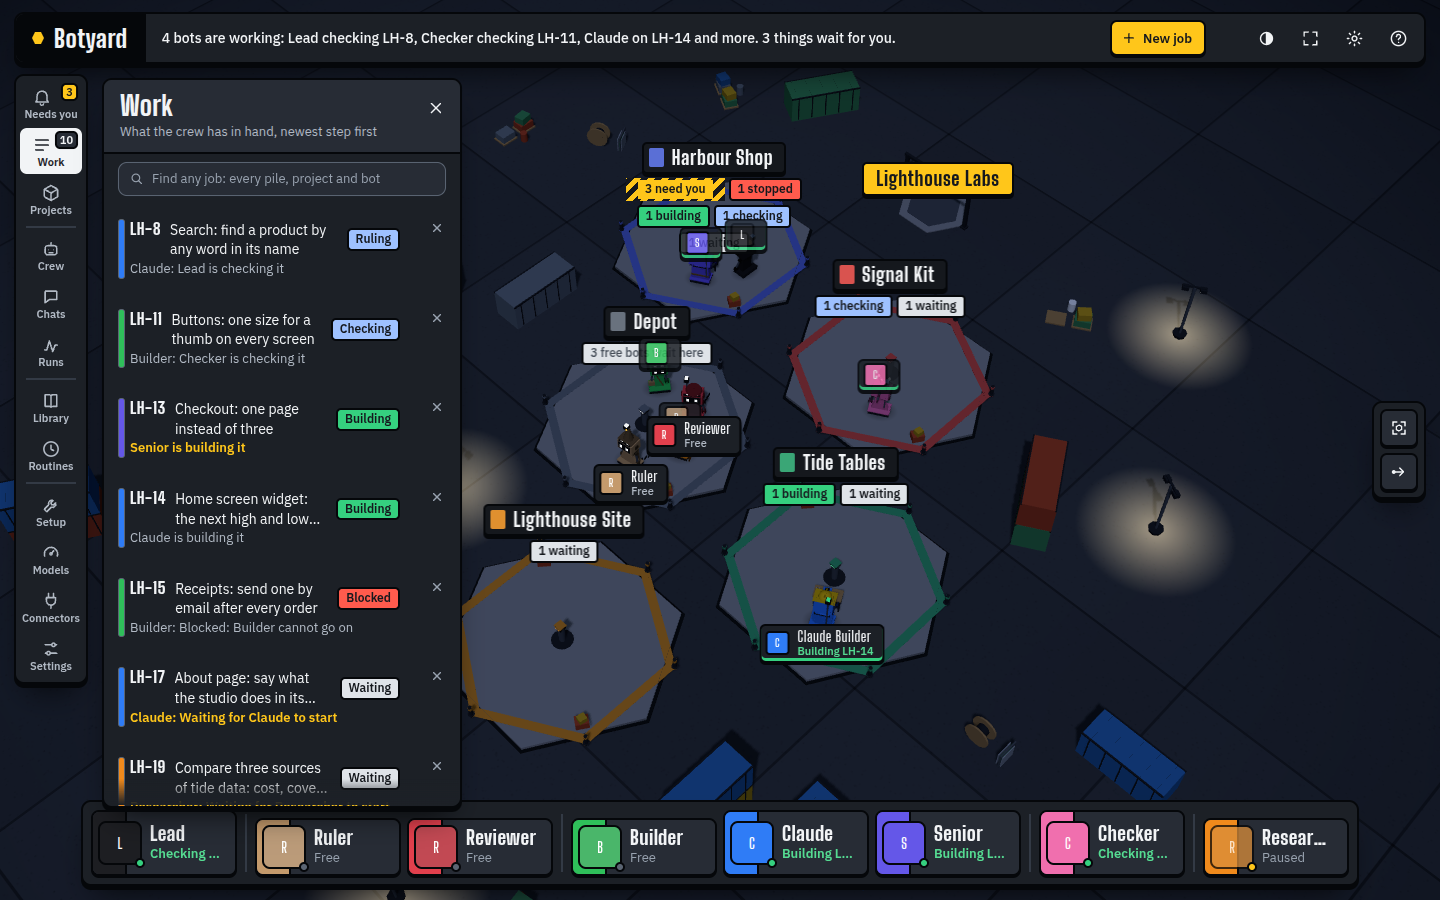 Botyard
4 bots are working: Lead checking LH-8, Checker checking LH-11, Claude on LH-14 and more. 3 things wait for you.
New job
Needs you
3
Work
10
Projects
Crew
Chats
Runs
Library
Routines
Setup
Models
Connectors
Settings
Work
What the crew has in hand, newest step first
Find any job: every pile, project and bot
LH-8 Search: find a product by
any word in its name
Ruling
Claude: Lead is checking it
LH-11 Buttons: one size for a
thumb on every screen
Checking
Builder: Checker is checking it
LH-13 Checkout: one page
instead of three
Building
Senior is building it
LH-14 Home screen widget:
the next high and low...
Building
Claude is building it
LH-15 Receipts: send one by
email after every order
Blocked
Builder: Blocked: Builder cannot go on
LH-17 About page: say what
the studio does in its...
Waiting
Claude: Waiting for Claude to start
LH-19 Compare three sources
of tide data: cost, cove...
Waiting
Harbour Shop
3 need you
1 stopped
1 building
1 checking
S
L
Lighthouse Labs
Signal Kit
1 checking
1 waiting
C
Depot
3 free bo
here
B
R
Reviewer
Free
R
Ruler
Free
Tide Tables
1 building
1 waiting
C
Claude Builder
Building LH-14
Lighthouse Site
1 waiting
L
Lead
Checking ...
R
Ruler
Free
R
Reviewer
Free
B
Builder
Free
C
Claude
Building L...
S
Senior
Building L...
C
Checker
Checking ...
R
Resear...
Paused